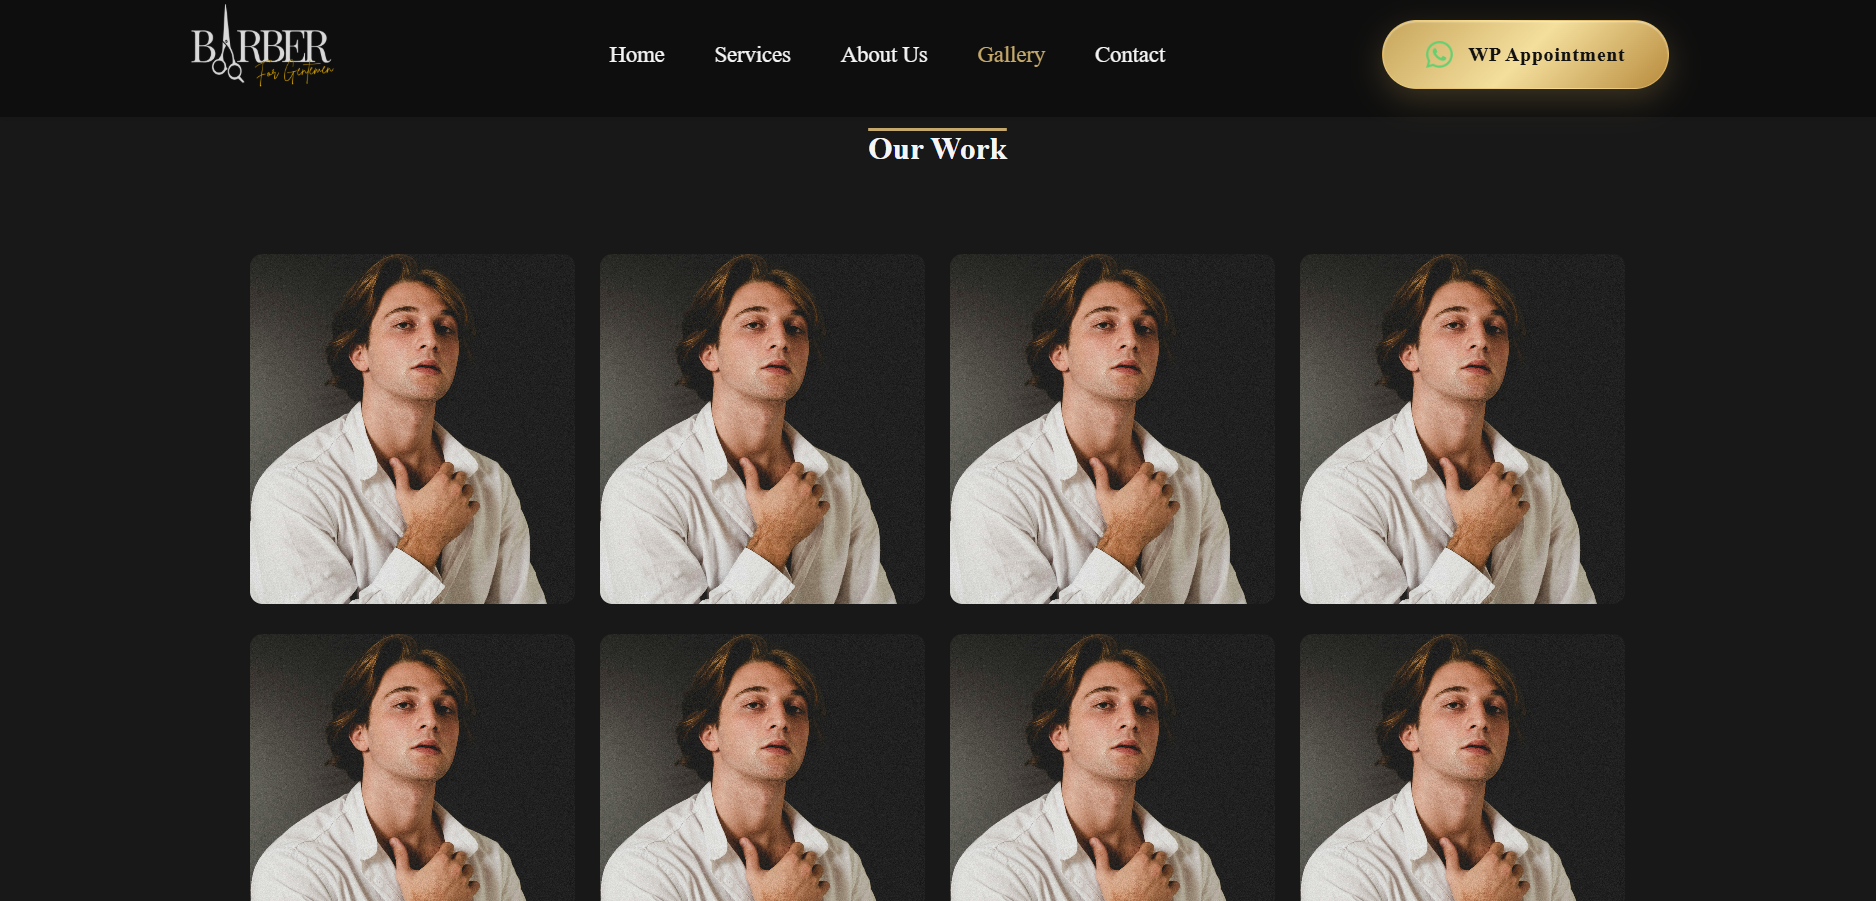 BARBER
For Gentlemen
Home
Services
About Us
Gallery
Contact
WP Appointment
Our Work